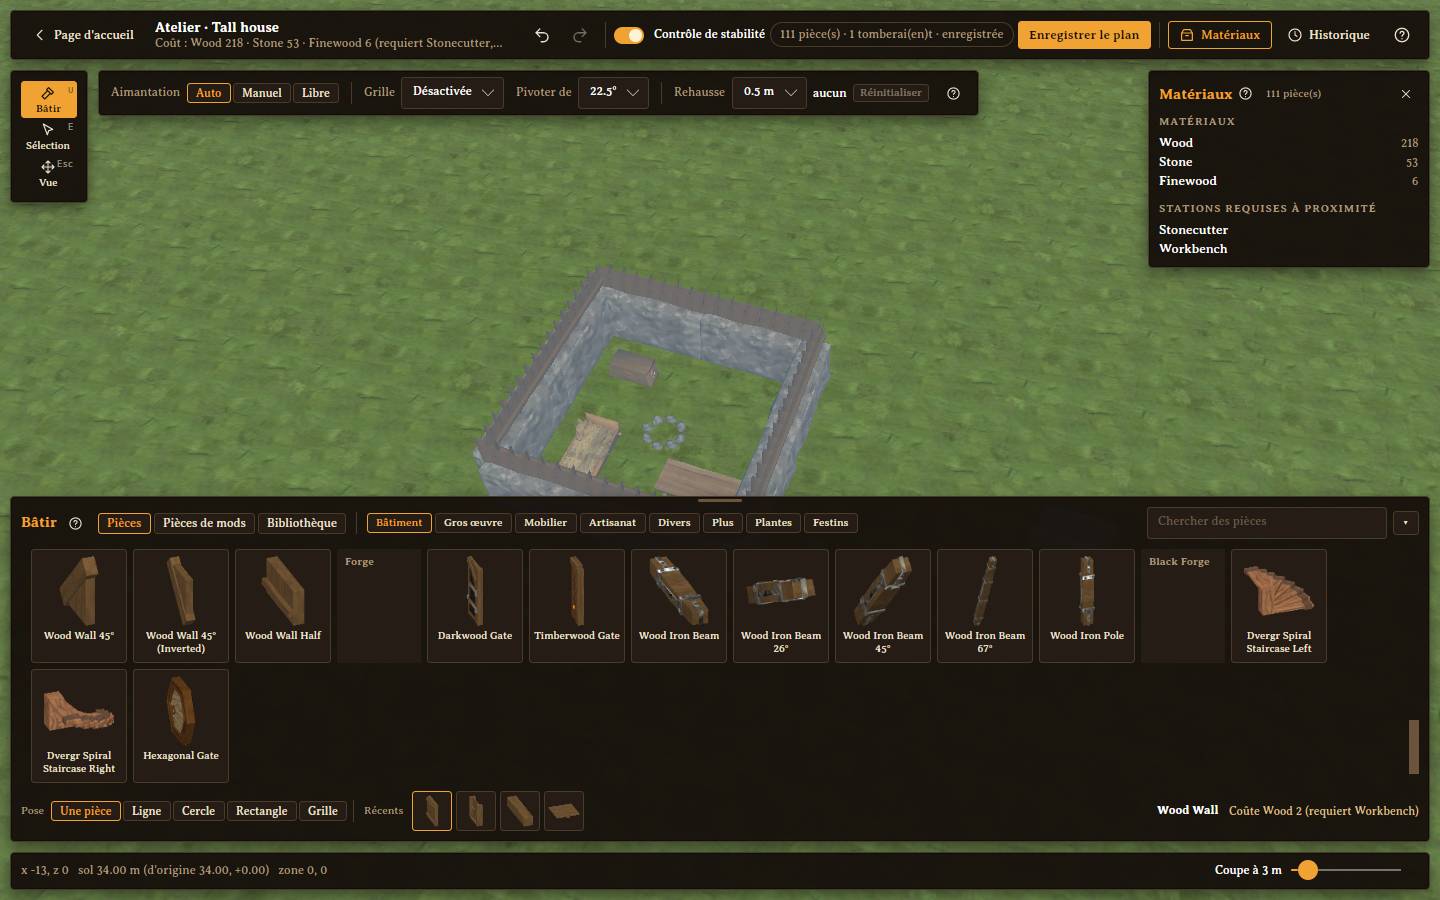 Page d'accueil
Atelier · Tall house
Coût : Wood 218 · Stone 53 · Finewood 6 (requiert Stonecutter,...
Contrôle de stabilité
111 pièce(s) · 1 tomberai(en)t · enregistrée
Enregistrer le plan
Matériaux
Historique
Bâtir
U
Sélection
E
Vue
Esc
Aimantation
Auto
Manuel
Libre
Grille
Désactivée
Pivoter de
22.5°
Rehausse
0.5 m
aucun
Réinitialiser
Matériaux
111 pièce(s)
MATÉRIAUX
Wood 218
Stone 53
Finewood 6
STATIONS REQUISES À PROXIMITÉ
Stonecutter
Workbench
Bâtir
Pièces
Pièces de mods
Bibliothèque
Bâtiment
Gros œuvre
Mobilier
Artisanat
Divers
Plus
Plantes
Festins
Chercher des pièces
Wood Wall 45°
Wood Wall 45°
(Inverted)
Wood Wall Half
Forge
Darkwood Gate
Timberwood Gate
Wood Iron Beam
Wood Iron Beam
26°
Wood Iron Beam
45°
Wood Iron Beam
67°
Wood Iron Pole
Black Forge
Dvergr Spiral
Staircase Left
Dvergr Spiral
Staircase Right
Hexagonal Gate
Pose
Une pièce
Ligne
Cercle
Rectangle
Grille
Récents
Wood Wall
Coûte Wood 2 (requiert Workbench)
x -13, z 0 sol 34.00 m (d'origine 34.00, +0.00) zone 0, 0
Coupe à 3 m